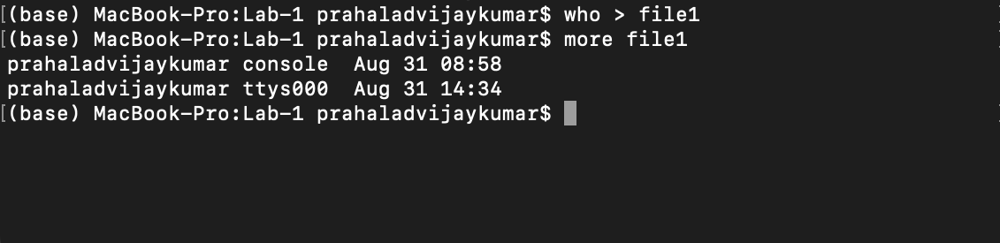 [(base) MacBook-Pro:Lab-1 prahaladvijaykumar$ who > file1
[(base) MacBook-Pro:Lab-1 prahaladvijaykumar$ more file1
prahaladvijaykumar console  Aug 31 08:58
prahaladvijaykumar ttys000  Aug 31 14:34
[(base) MacBook-Pro:Lab-1 prahaladvijaykumar$